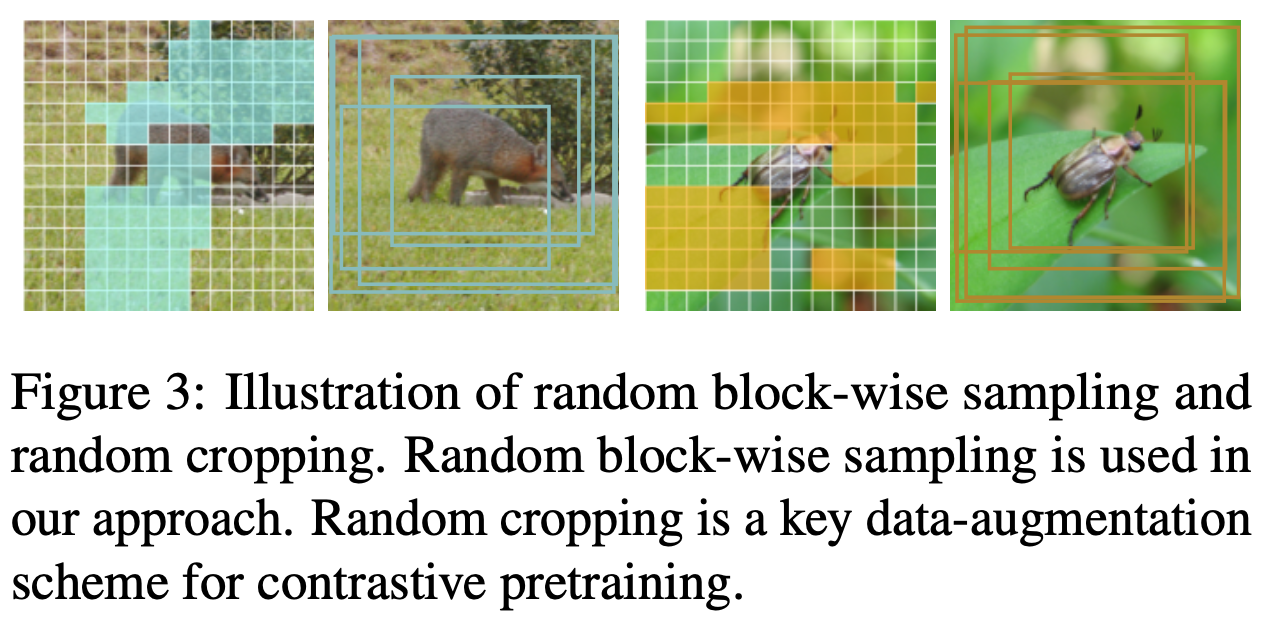 Figure 3: Illustration of random block-wise sampling and
random cropping. Random block-wise sampling is used in
our approach. Random cropping is a key data-augmentation
scheme for contrastive pretraining.